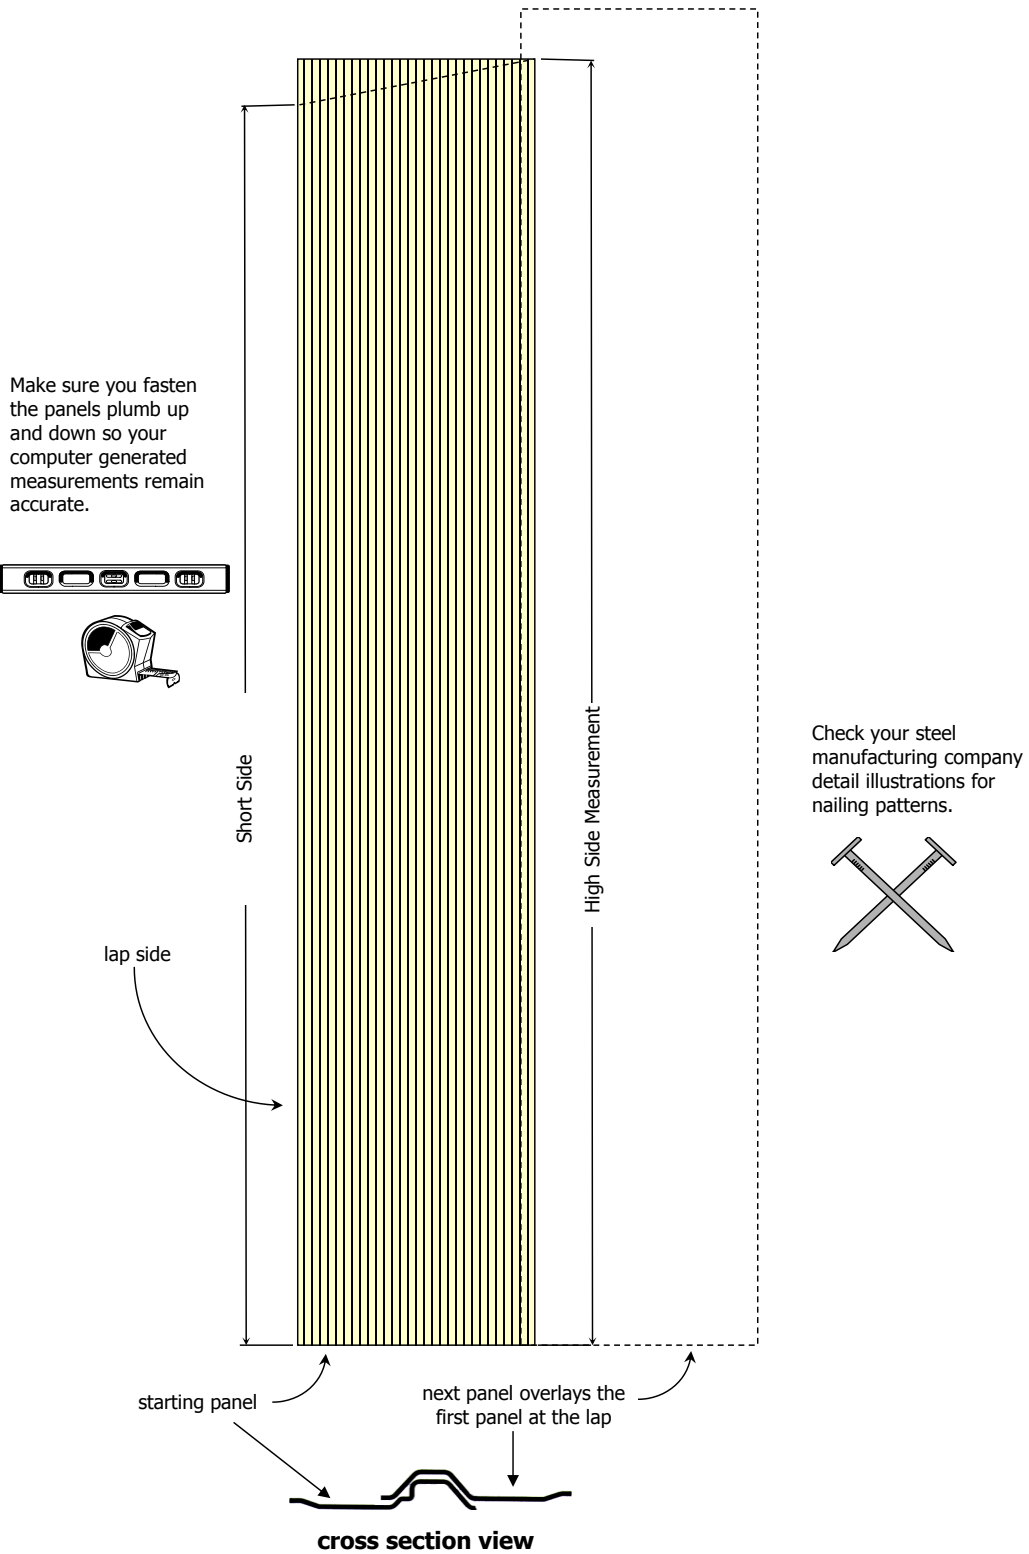 Make sure you fasten
the panels plumb up
and down so your
computer generated
measurements remain
accurate.
Short Side
High Side Measurement
Check your steel
manufacturing company
detail illustrations for
nailing patterns.
lap side
starting panel
next panel overlays the
first panel at the lap
cross section view